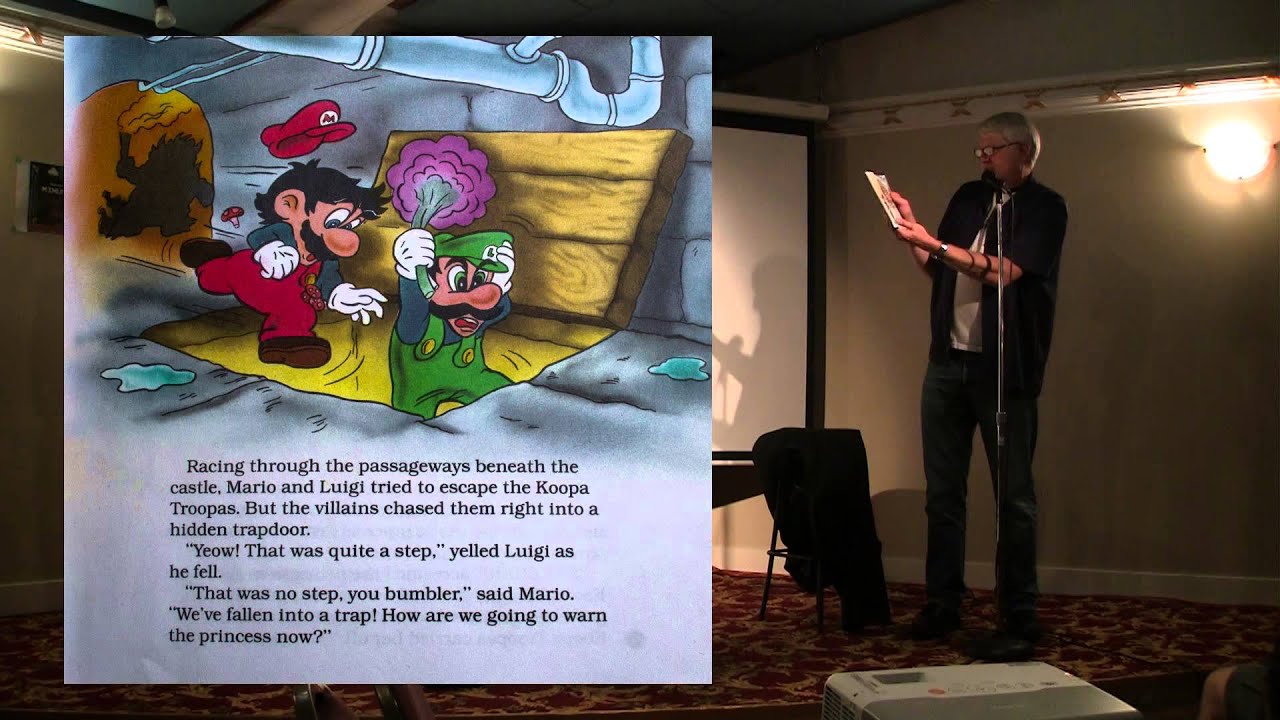 M
Racing through the passageways beneath the
castle, Mario and Luigi tried to escape the Koopa
Troopas. But the villains chased them right into a
hidden trapdoor.
"Yeow! That was quite a step," yelled Luigi as
he fell.
"That was no step, you bumbler," said Mario.
"We've fallen into a trap! How are we going to warn
the princess now?"